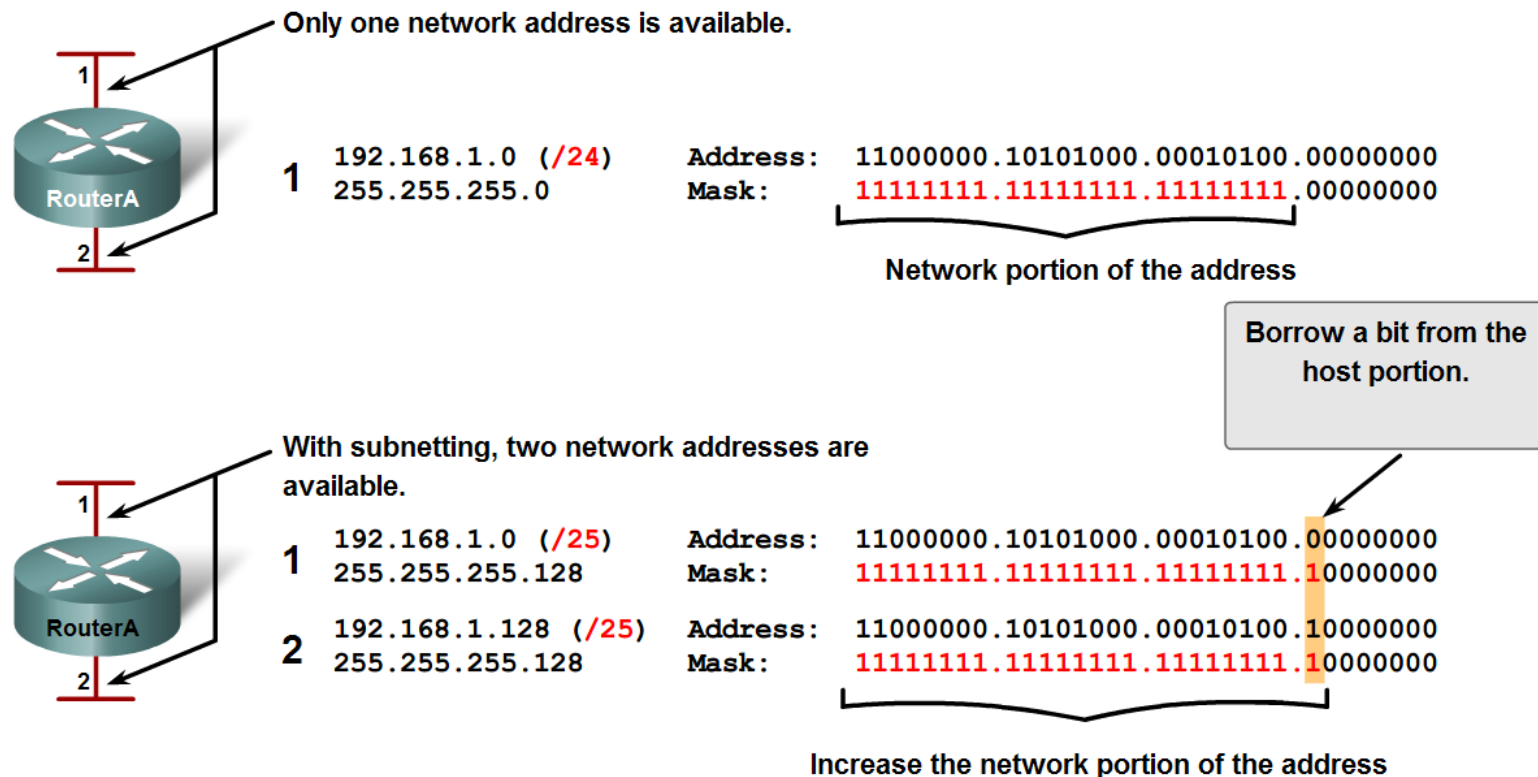 Only one network address is available.
1
RouterA
2
1 192.168.1.0 (/24) Address: 11000000.10101000.00010100.00000000
255.255.255.0 Mask: 11111111.11111111.11111111.00000000
Network portion of the address
Borrow a bit from the
host portion.
With subnetting, two network addresses are
available.
1
RouterA
2
1 192.168.1.0 (/25) Address: 11000000.10101000.00010100.00000000
255.255.255.128 Mask: 11111111.11111111.11111111.10000000
2 192.168.1.128 (/25) Address: 11000000.10101000.00010100.10000000
255.255.255.128 Mask: 11111111.11111111.11111111.10000000
Increase the network portion of the address